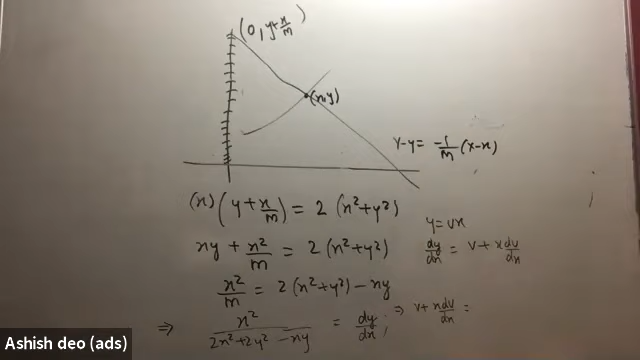 (0, y+x/m)
(x,y)
Y-y = -1/m (X-x)
(x) (y + x/m) = 2 (x²+y²)
y = vx
xy + x²/m = 2 (x²+y²)
dy/dx = v + x dv/dx
x²/m = 2 (x²+y²) - xy
⇒ x²/(2x²+2y²-xy) = dy/dx ; ⇒ v + x dv/dx =
Ashish deo (ads)